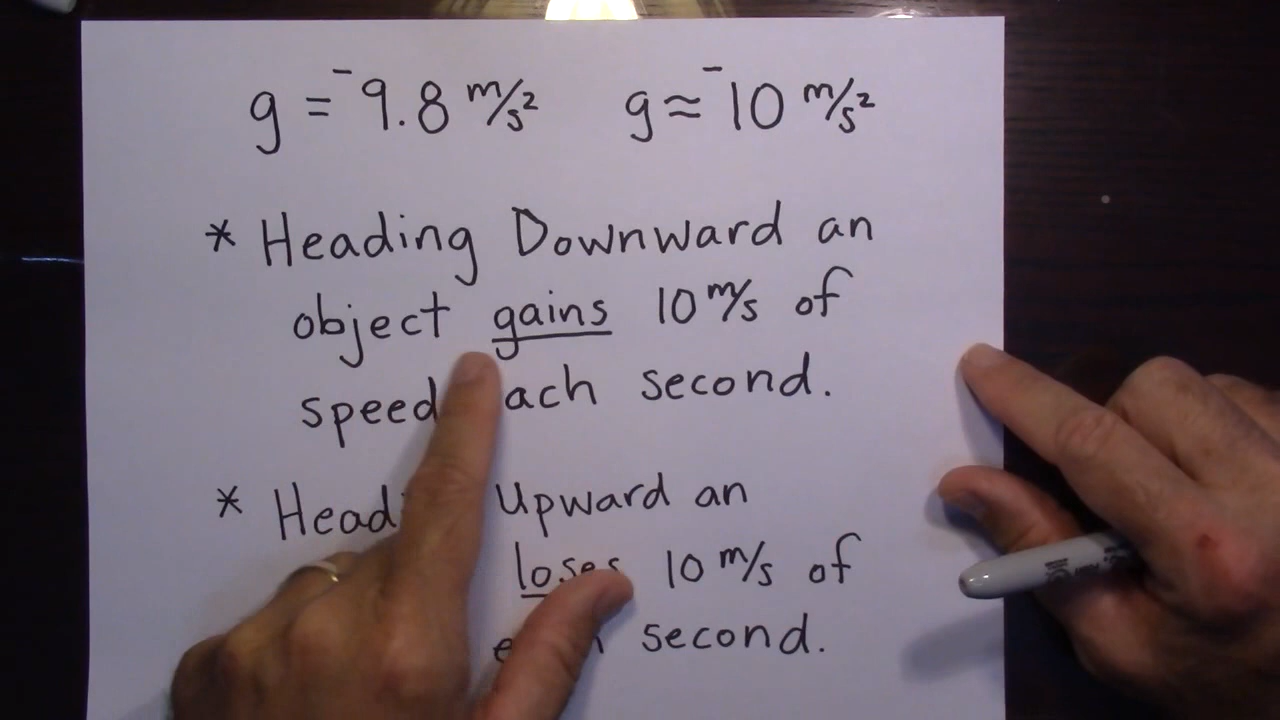 g = ⁻9.8 m/s² g ≈ ⁻10 m/s²
* Heading Downward an
object gains 10 m/s of
speed ach second.
* Head Upward an
loses 10 m/s of
second.